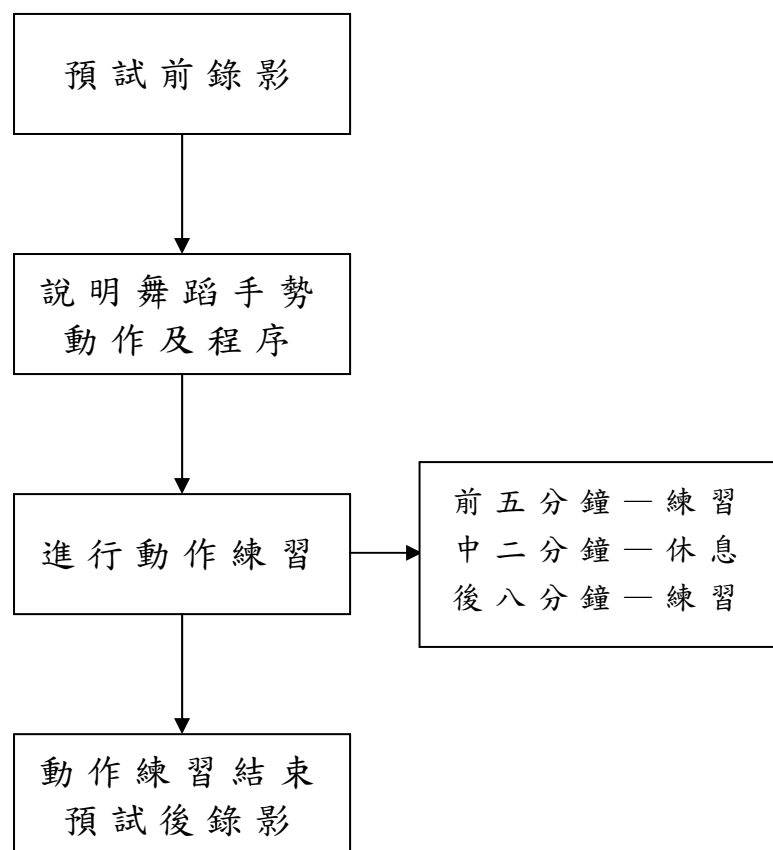 預試前錄影
說明舞蹈手勢
動作及程序
進行動作練習
前五分鐘—練習
中二分鐘—休息
後八分鐘—練習
動作練習結束
預試後錄影